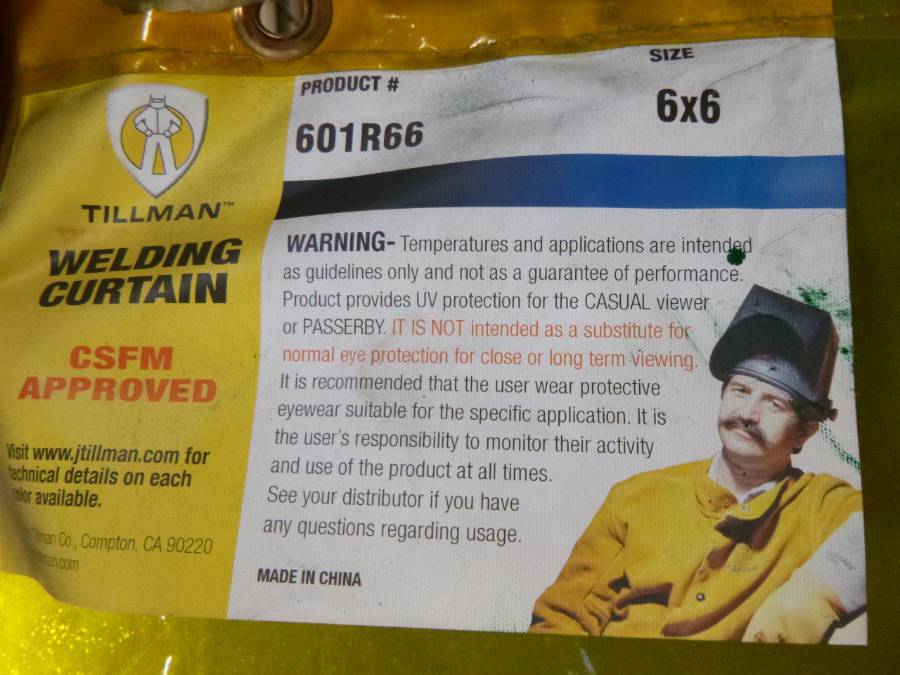 PRODUCT #
601R66
SIZE
6x6
TILLMAN™
WELDING
CURTAIN
CSFM
APPROVED
Visit www.jtillman.com for
technical details on each
color available.
Co., Compton, CA 90220
WARNING- Temperatures and applications are intended
as guidelines only and not as a guarantee of performance.
Product provides UV protection for the CASUAL viewer
or PASSERBY. IT IS NOT intended as a substitute for
normal eye protection for close or long term viewing.
It is recommended that the user wear protective
eyewear suitable for the specific application. It is
the user's responsibility to monitor their activity
and use of the product at all times.
See your distributor if you have
any questions regarding usage.
MADE IN CHINA